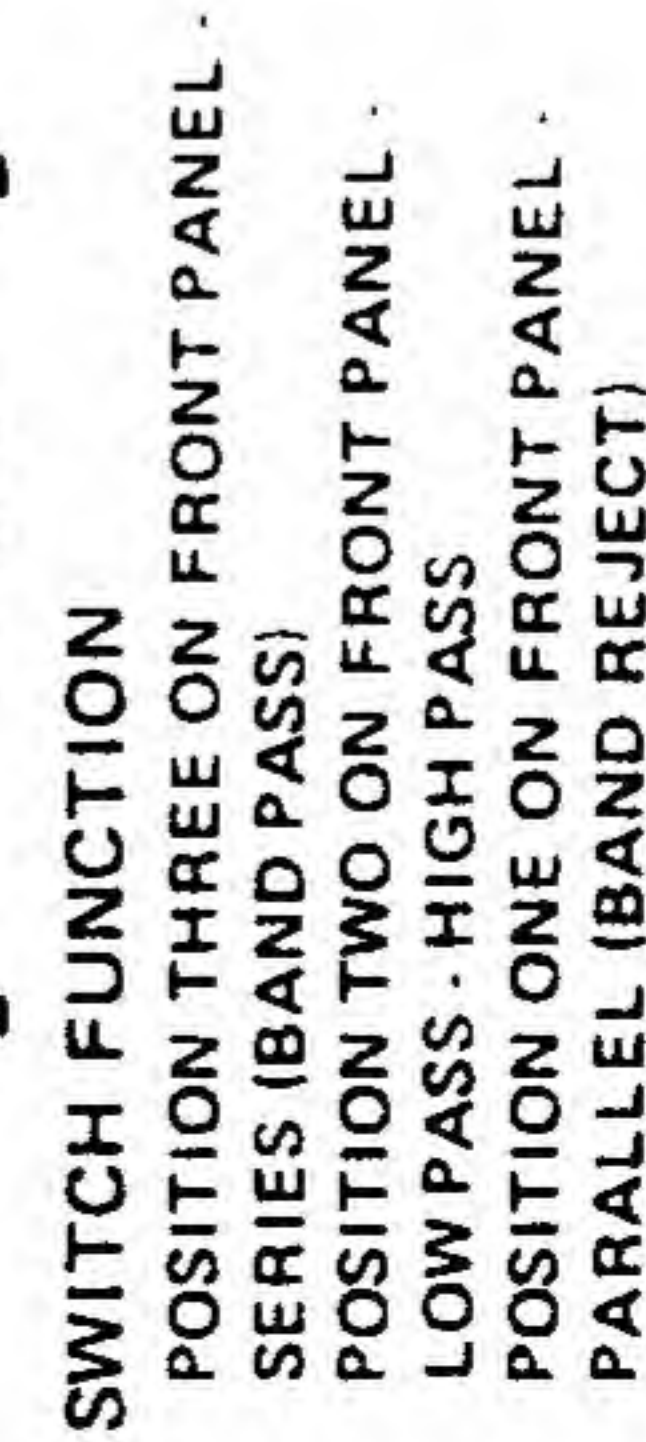 SWITCH FUNCTION
POSITION THREE ON FRONT PANEL -
SERIES (BAND PASS)
POSITION TWO ON FRONT PANEL -
LOW PASS - HIGH PASS
POSITION ONE ON FRONT PANEL -
PARALLEL (BAND REJECT)